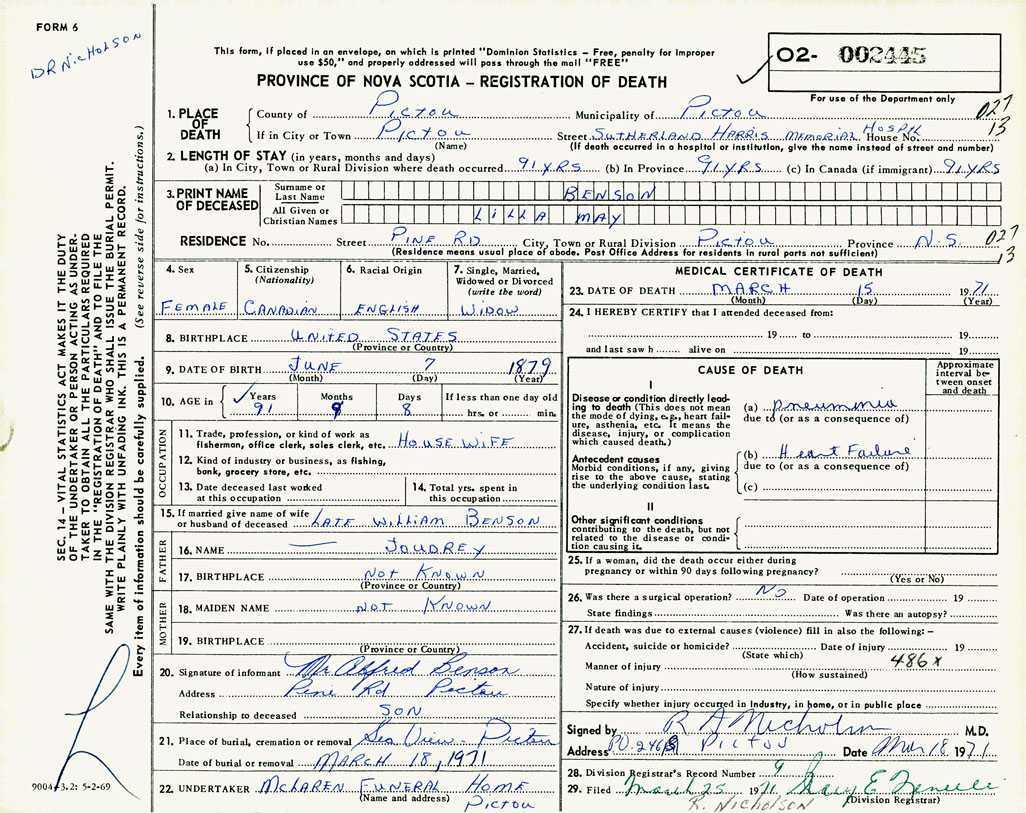 FORM 6
DR NICHOLSON
This form, if placed in an envelope, on which is printed "Dominion Statistics – Free, penalty for improper
use $50," and properly addressed will pass through the mail "FREE"
PROVINCE OF NOVA SCOTIA – REGISTRATION OF DEATH
02- 002445
For use of the Department only
027
13
1. PLACE OF DEATH
County of PICTOU Municipality of PICTOU
If in City or Town PICTOU Street SUTHERLAND HARRIS MEMORIAL House No.
(Name) (If death occurred in a hospital or institution, give the name instead of street and number)
2. LENGTH OF STAY (in years, months and days)
(a) In City, Town or Rural Division where death occurred 91 YRS (b) In Province 91 YRS (c) In Canada (if immigrant) 91 YRS
3. PRINT NAME OF DECEASED
Surname or Last Name BENSON
All Given or Christian Names LILLA MAY
RESIDENCE No. Street PINE RD City, Town or Rural Division PICTOU Province N.S. 027
13
(Residence means usual place of abode. Post Office Address for residents in rural parts not sufficient)
4. Sex
FEMALE
5. Citizenship
(Nationality)
CANADIAN
6. Racial Origin
ENGLISH
7. Single, Married,
Widowed or Divorced
(write the word)
WIDOW
8. BIRTHPLACE UNITED STATES
(Province or Country)
9. DATE OF BIRTH JUNE 7 1879
(Month) (Day) (Year)
10. AGE in Years Months Days If less than one day old
91 9 8 hrs. or min.
OCCUPATION
11. Trade, profession, or kind of work as
fisherman, office clerk, sales clerk, etc. HOUSE WIFE
12. Kind of industry or business, as fishing,
bank, grocery store, etc.
13. Date deceased last worked
at this occupation
14. Total yrs. spent in
this occupation
15. If married give name of wife
or husband of deceased LATE WILLIAM BENSON
FATHER
16. NAME — JOUDREY
17. BIRTHPLACE NOT KNOWN
(Province or Country)
MOTHER
18. MAIDEN NAME NOT KNOWN
19. BIRTHPLACE
(Province or Country)
20. Signature of informant Mr Alfred Benson
Address Pine Rd Pictou
Relationship to deceased SON
21. Place of burial, cremation or removal Sea View Pictou
Date of burial or removal MARCH 18, 1971
22. UNDERTAKER McLAREN FUNERAL HOME
(Name and address) PICTOU
MEDICAL CERTIFICATE OF DEATH
23. DATE OF DEATH MARCH 15 1971
(Month) (Day) (Year)
24. I HEREBY CERTIFY that I attended deceased from:
19 to 19
and last saw h alive on 19
CAUSE OF DEATH
Approximate
interval be-
tween onset
and death
I
Disease or condition directly lead-
ing to death (This does not mean
the mode of dying, e.g., heart fail-
ure, asthenia, etc. It means the
disease, injury, or complication
which caused death.)
(a) pneumonia
due to (or as a consequence of)
Antecedent causes
Morbid conditions, if any, giving
rise to the above cause, stating
the underlying condition last.
(b) Heart Failure
due to (or as a consequence of)
(c)
II
Other significant conditions
contributing to the death, but not
related to the disease or condi-
tion causing it.
25. If a woman, did the death occur either during
pregnancy or within 90 days following pregnancy?
(Yes or No)
26. Was there a surgical operation? NO Date of operation 19
State findings Was there an autopsy?
27. If death was due to external causes (violence) fill in also the following: –
Accident, suicide or homicide? Date of injury 19
(State which)
Manner of injury 486x
(How sustained)
Nature of injury
Specify whether injury occurred in Industry, in home, or in public place
Signed by R A Nicholson M.D.
Address PICTOU Date Mar 18 1971
28. Division Registrar's Record Number 9
29. Filed March 25 1971 Mary E
R. NICHOLSON (Division Registrar)
SEC. 14 – VITAL STATISTICS ACT MAKES IT THE DUTY
OF THE UNDERTAKER OR PERSON ACTING AS UNDER-
TAKER TO OBTAIN ALL THE PARTICULARS REQUIRED
IN THE "REGISTRATION OF DEATH" AND TO FILE THE
SAME WITH THE DIVISION REGISTRAR WHO SHALL ISSUE THE BURIAL PERMIT.
WRITE PLAINLY WITH UNFADING INK. THIS IS A PERMANENT RECORD.
Every item of information should be carefully supplied. (See reverse side for instructions.)
9004-3.2: 5-2-69